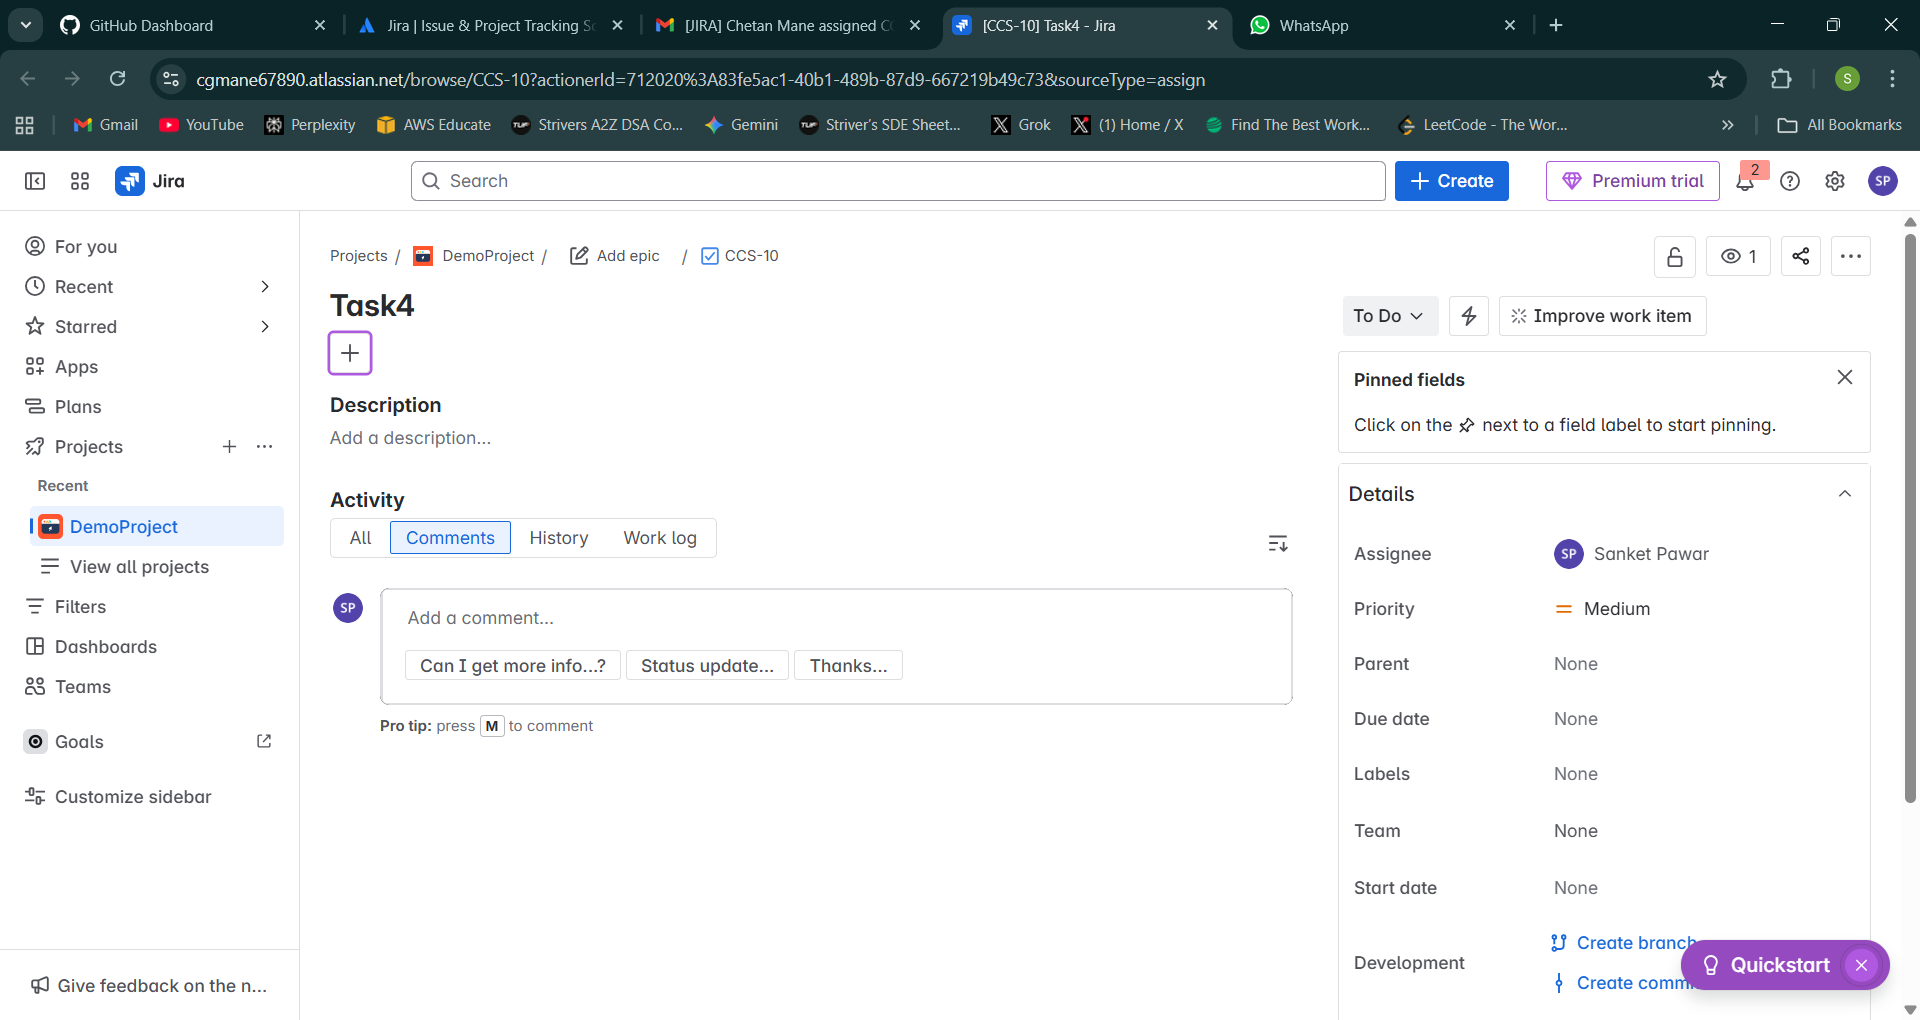 GitHub Dashboard
Jira | Issue & Project Tracking So
[JIRA] Chetan Mane assigned CC
[CCS-10] Task4 - Jira
WhatsApp
cgmane67890.atlassian.net/browse/CCS-10?actionerId=712020%3A83fe5ac1-40b1-489b-87d9-667219b49c73&sourceType=assign
S
Gmail
YouTube
Perplexity
AWS Educate
TUF Strivers A2Z DSA Co...
Gemini
TUF Striver's SDE Sheet...
Grok
(1) Home / X
Find The Best Work...
LeetCode - The Wor...
All Bookmarks
Jira
Search
Create
Premium trial
2
SP
For you
Recent
Starred
Apps
Plans
Projects
Recent
DemoProject
View all projects
Filters
Dashboards
Teams
Goals
Customize sidebar
Give feedback on the n...
Projects / DemoProject / Add epic / CCS-10
1
Task4
Description
Add a description...
Activity
All
Comments
History
Work log
SP
Add a comment...
Can I get more info...?
Status update...
Thanks...
Pro tip: press M to comment
To Do
Improve work item
Pinned fields
Click on the next to a field label to start pinning.
Details
Assignee
SP Sanket Pawar
Priority
Medium
Parent
None
Due date
None
Labels
None
Team
None
Start date
None
Development
Create branch
Create comm
Quickstart